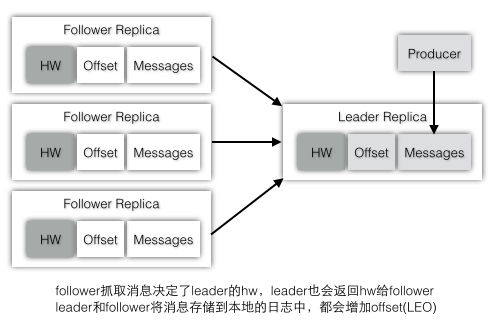 Follower Replica
HW Offset Messages
Follower Replica
HW Offset Messages
Follower Replica
HW Offset Messages
Producer
Leader Replica
HW Offset Messages
follower抓取消息决定了leader的hw，leader也会返回hw给follower
leader和follower将消息存储到本地的日志中，都会增加offset(LEO)